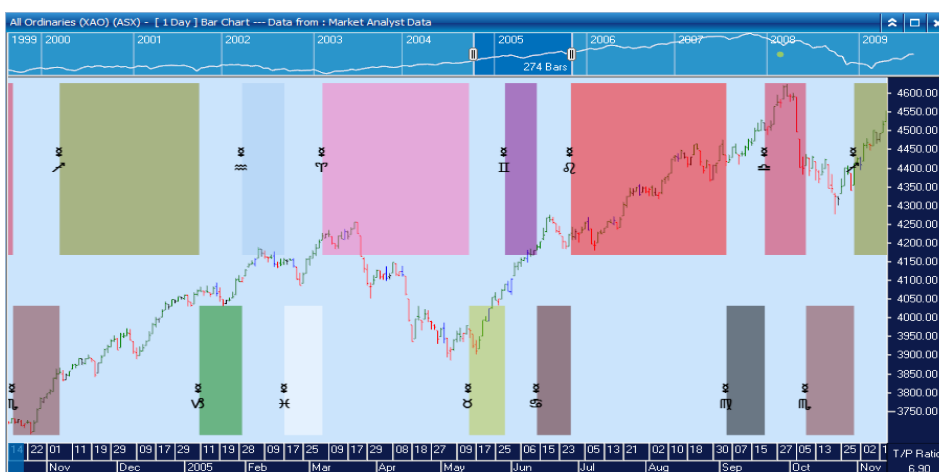 All Ordinaries (XAO) (ASX) - [ 1 Day ] Bar Chart --- Data from : Market Analyst Data
1999 2000 2001 2002 2003 2004 2005 2006 2007 2008 2009
274 Bars
4600.00
4550.00
4500.00
4450.00
4400.00
4350.00
4300.00
4250.00
4200.00
4150.00
4100.00
4050.00
4000.00
3950.00
3900.00
3850.00
3800.00
3750.00
♐ ♒ ♈ ♊ ♌ ♎ ♐
♏ ♑ ♓ ♉ ♋ ♍ ♏
14 22 01 11 19 29 09 17 29 11 19 28 09 17 29 08 18 27 09 17 25 06 15 23 05 13 21 02 10 18 30 09 17 27 05 13 25 02 1
Nov Dec 2005 Feb Mar Apr May Jun Jul Aug Sep Oct Nov
T/P Ratio
6.90